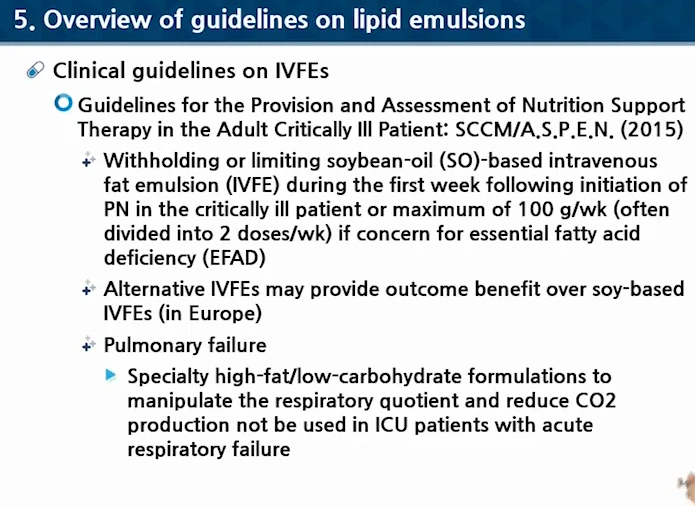 5. Overview of guidelines on lipid emulsions
Clinical guidelines on IVFEs
Guidelines for the Provision and Assessment of Nutrition Support
Therapy in the Adult Critically Ill Patient: SCCM/A.S.P.E.N. (2015)
Withholding or limiting soybean-oil (SO)-based intravenous
fat emulsion (IVFE) during the first week following initiation of
PN in the critically ill patient or maximum of 100 g/wk (often
divided into 2 doses/wk) if concern for essential fatty acid
deficiency (EFAD)
Alternative IVFEs may provide outcome benefit over soy-based
IVFEs (in Europe)
Pulmonary failure
Specialty high-fat/low-carbohydrate formulations to
manipulate the respiratory quotient and reduce CO2
production not be used in ICU patients with acute
respiratory failure